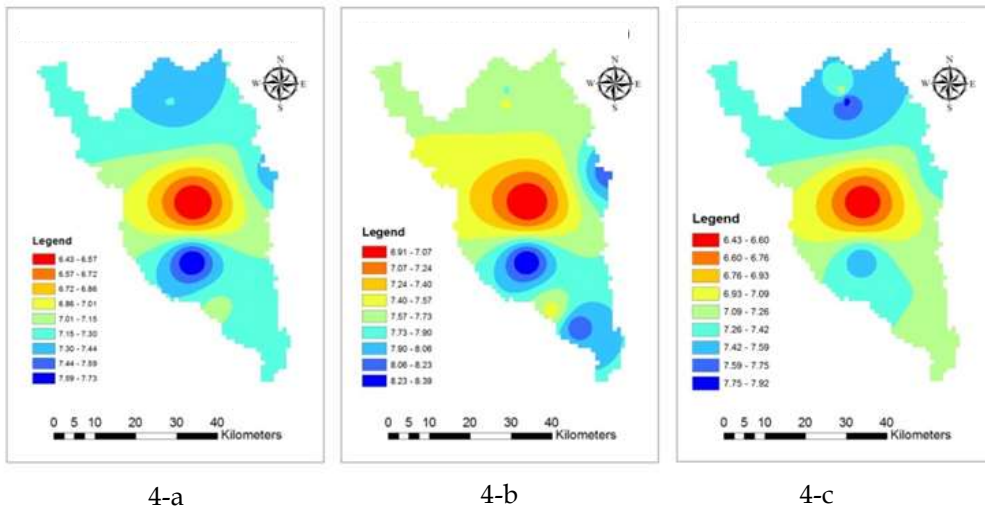 N
W E
S
Legend
6.43 - 6.57
6.57 - 6.72
6.72 - 6.86
6.86 - 7.01
7.01 - 7.15
7.15 - 7.30
7.30 - 7.44
7.44 - 7.59
7.59 - 7.73
0 5 10 20 30 40
Kilometers
4-a
N
W E
S
Legend
6.91 - 7.07
7.07 - 7.24
7.24 - 7.40
7.40 - 7.57
7.57 - 7.73
7.73 - 7.90
7.90 - 8.06
8.06 - 8.23
8.23 - 8.39
0 5 10 20 30 40
Kilometers
4-b
N
W E
S
Legend
6.43 - 6.60
6.60 - 6.76
6.76 - 6.93
6.93 - 7.09
7.09 - 7.26
7.26 - 7.42
7.42 - 7.59
7.59 - 7.75
7.75 - 7.92
0 5 10 20 30 40
Kilometers
4-c